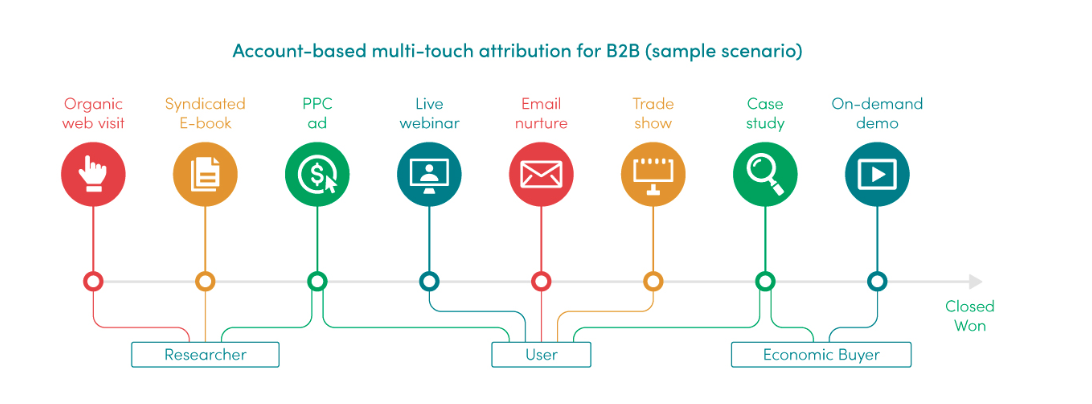 Account-based multi-touch attribution for B2B (sample scenario)
Organic
web visit
Syndicated
E-book
PPC
ad
Live
webinar
Email
nurture
Trade
show
Case
study
On-demand
demo
$
Closed
Won
Researcher
User
Economic Buyer